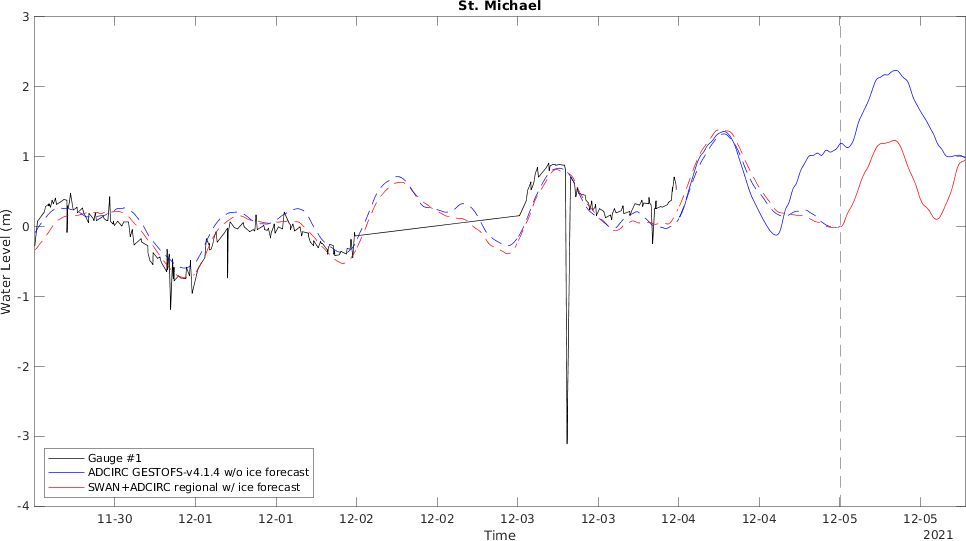 St. Michael
3
2
1
0
-1
-2
-3
-4
Water Level (m)
Gauge #1
ADCIRC GESTOFS-v4.1.4 w/o ice forecast
SWAN+ADCIRC regional w/ ice forecast
11-30 12-01 12-01 12-02 12-02 12-03 12-03 12-04 12-04 12-05 12-05
Time
2021